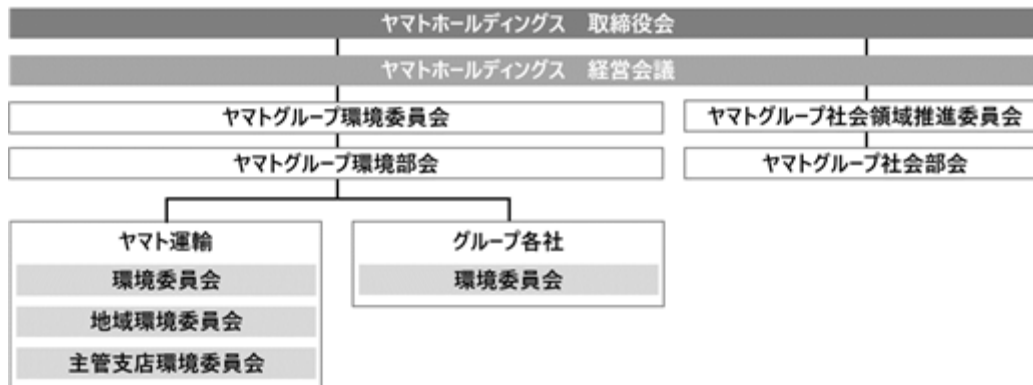 ヤマトホールディングス　取締役会
ヤマトホールディングス　経営会議
ヤマトグループ環境委員会
ヤマトグループ社会領域推進委員会
ヤマトグループ環境部会
ヤマトグループ社会部会
ヤマト運輸
環境委員会
地域環境委員会
主管支店環境委員会
グループ各社
環境委員会